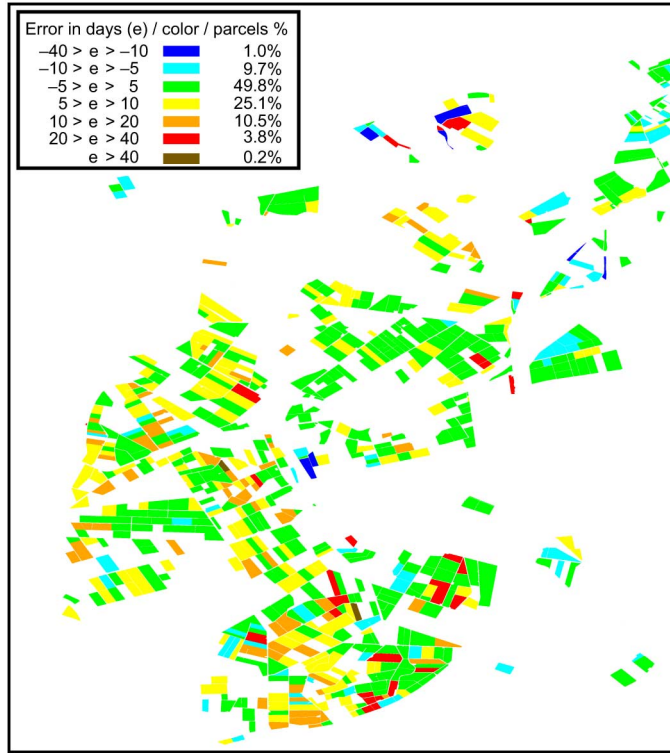 Error in days (e) / color / parcels %
–40 > e > –10 1.0%
–10 > e > –5 9.7%
–5 > e > 5 49.8%
5 > e > 10 25.1%
10 > e > 20 10.5%
20 > e > 40 3.8%
e > 40 0.2%